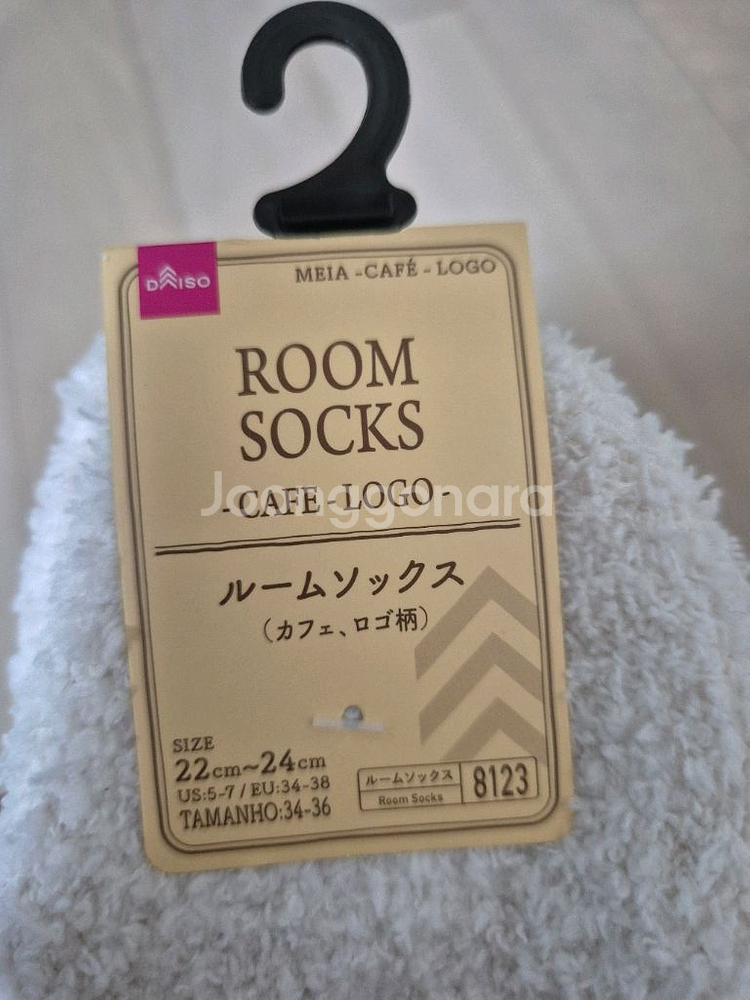 DAISO
MEIA-CAFÉ-LOGO
ROOM
SOCKS
-CAFE-LOGO-
Joonggonara
ルームソックス
（カフェ、ロゴ柄）
SIZE
22cm~24cm
US:5-7 / EU:34-38
TAMANHO:34-36
ルームソックス
Room Socks
8123